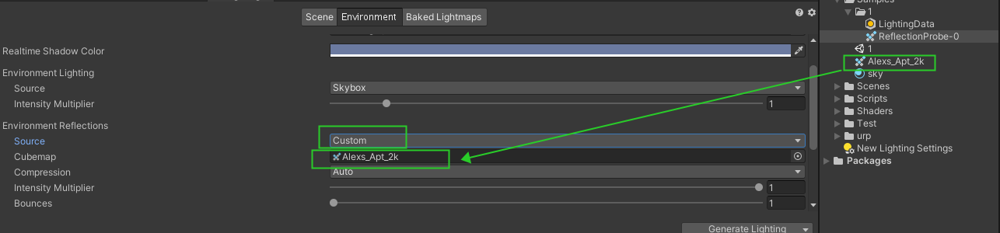 Scene Environment Baked Lightmaps
Realtime Shadow Color
Environment Lighting
Source Skybox
Intensity Multiplier 1
Environment Reflections
Source Custom
Cubemap Alexs_Apt_2k
Compression Auto
Intensity Multiplier 1
Bounces 1
Generate Lighting
Samples
1
LightingData
ReflectionProbe-0
1
Alexs_Apt_2k
sky
Scenes
Scripts
Shaders
Test
urp
New Lighting Settings
Packages